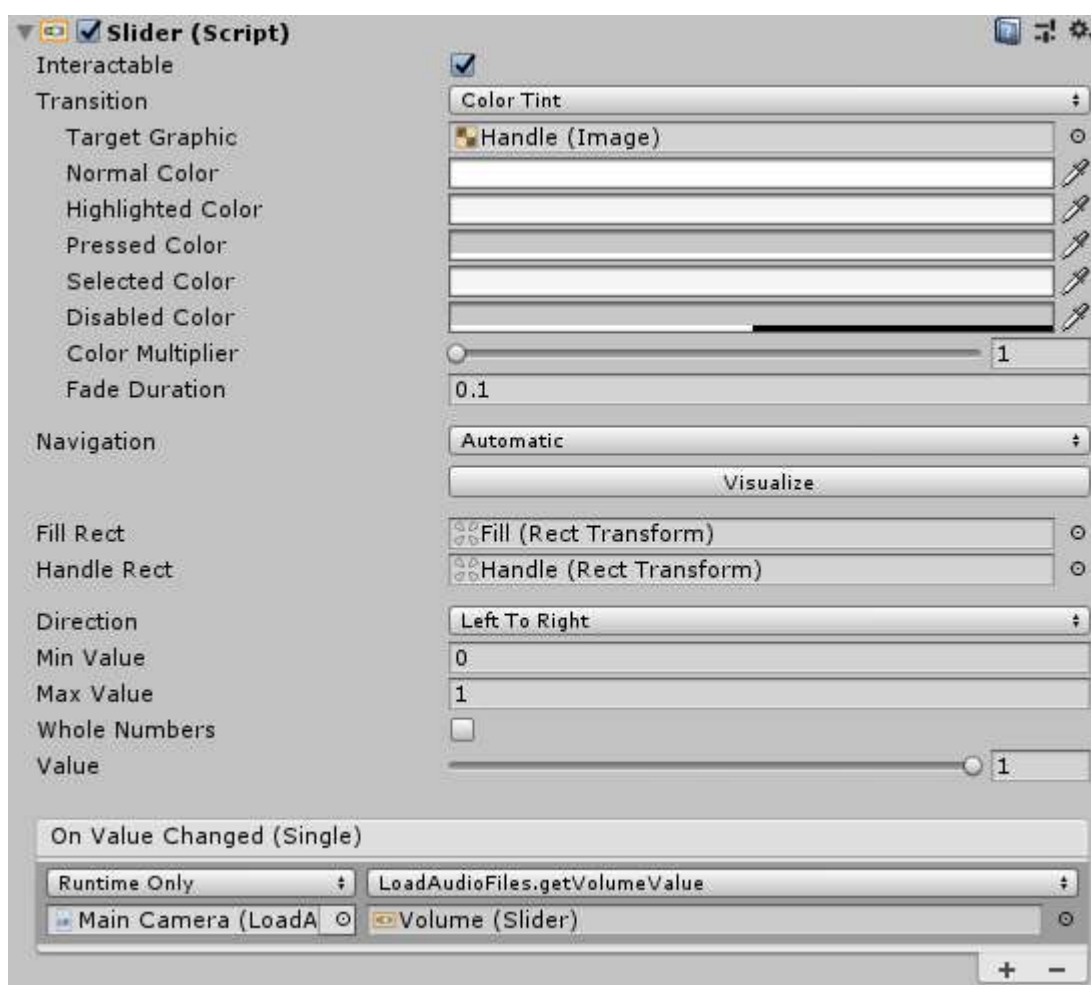 Slider (Script)
Interactable
Transition Color Tint
Target Graphic Handle (Image)
Normal Color
Highlighted Color
Pressed Color
Selected Color
Disabled Color
Color Multiplier 1
Fade Duration 0.1
Navigation Automatic
Visualize
Fill Rect Fill (Rect Transform)
Handle Rect Handle (Rect Transform)
Direction Left To Right
Min Value 0
Max Value 1
Whole Numbers
Value 1
On Value Changed (Single)
Runtime Only LoadAudioFiles.getVolumeValue
Main Camera (LoadA Volume (Slider)
+ −